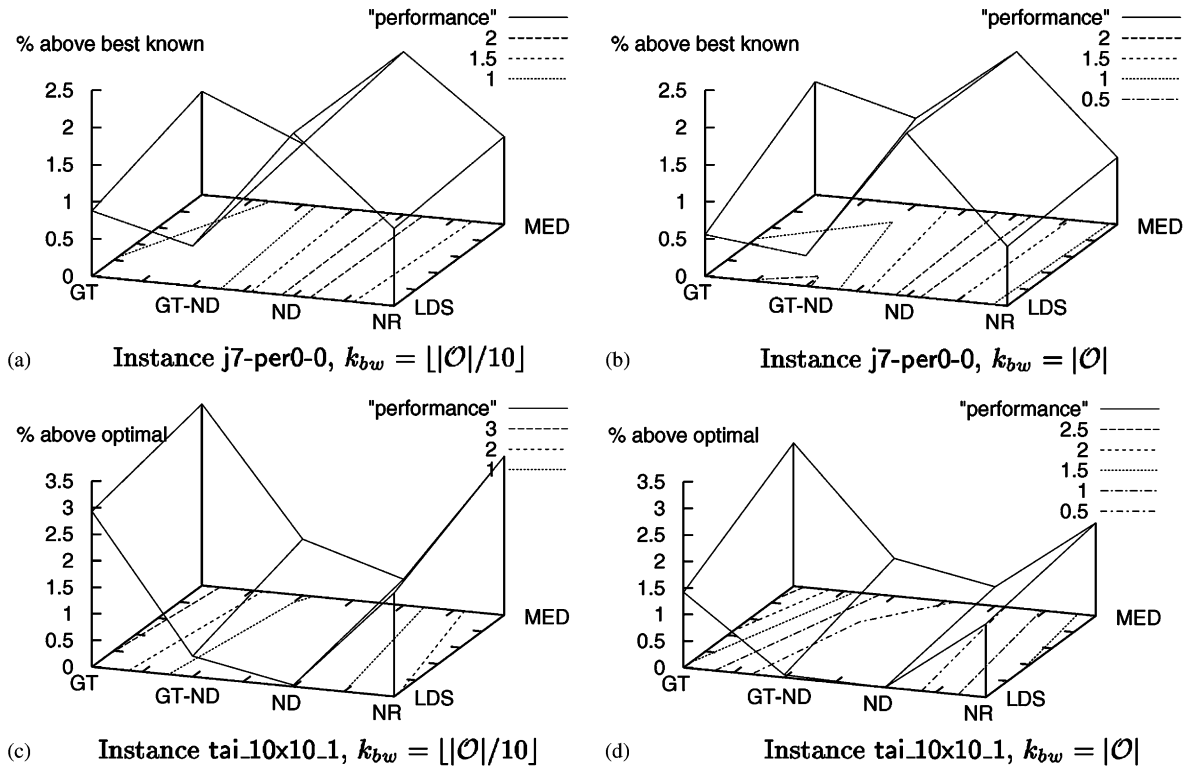 "performance"
% above best known
2
1.5
1
2.5
2
1.5
1
0.5
0
GT
GT-ND
ND
NR
LDS
MED
(a) Instance j7-per0-0, k_bw = ⌊|𝒪|/10⌋
"performance"
% above best known
2
1.5
1
0.5
2.5
2
1.5
1
0.5
0
GT
GT-ND
ND
NR
LDS
MED
(b) Instance j7-per0-0, k_bw = |𝒪|
"performance"
% above optimal
3
2
1
3.5
3
2.5
2
1.5
1
0.5
0
GT
GT-ND
ND
NR
LDS
MED
(c) Instance tai_10x10_1, k_bw = ⌊|𝒪|/10⌋
"performance"
% above optimal
2.5
2
1.5
1
0.5
3.5
3
2.5
2
1.5
1
0.5
0
GT
GT-ND
ND
NR
LDS
MED
(d) Instance tai_10x10_1, k_bw = |𝒪|